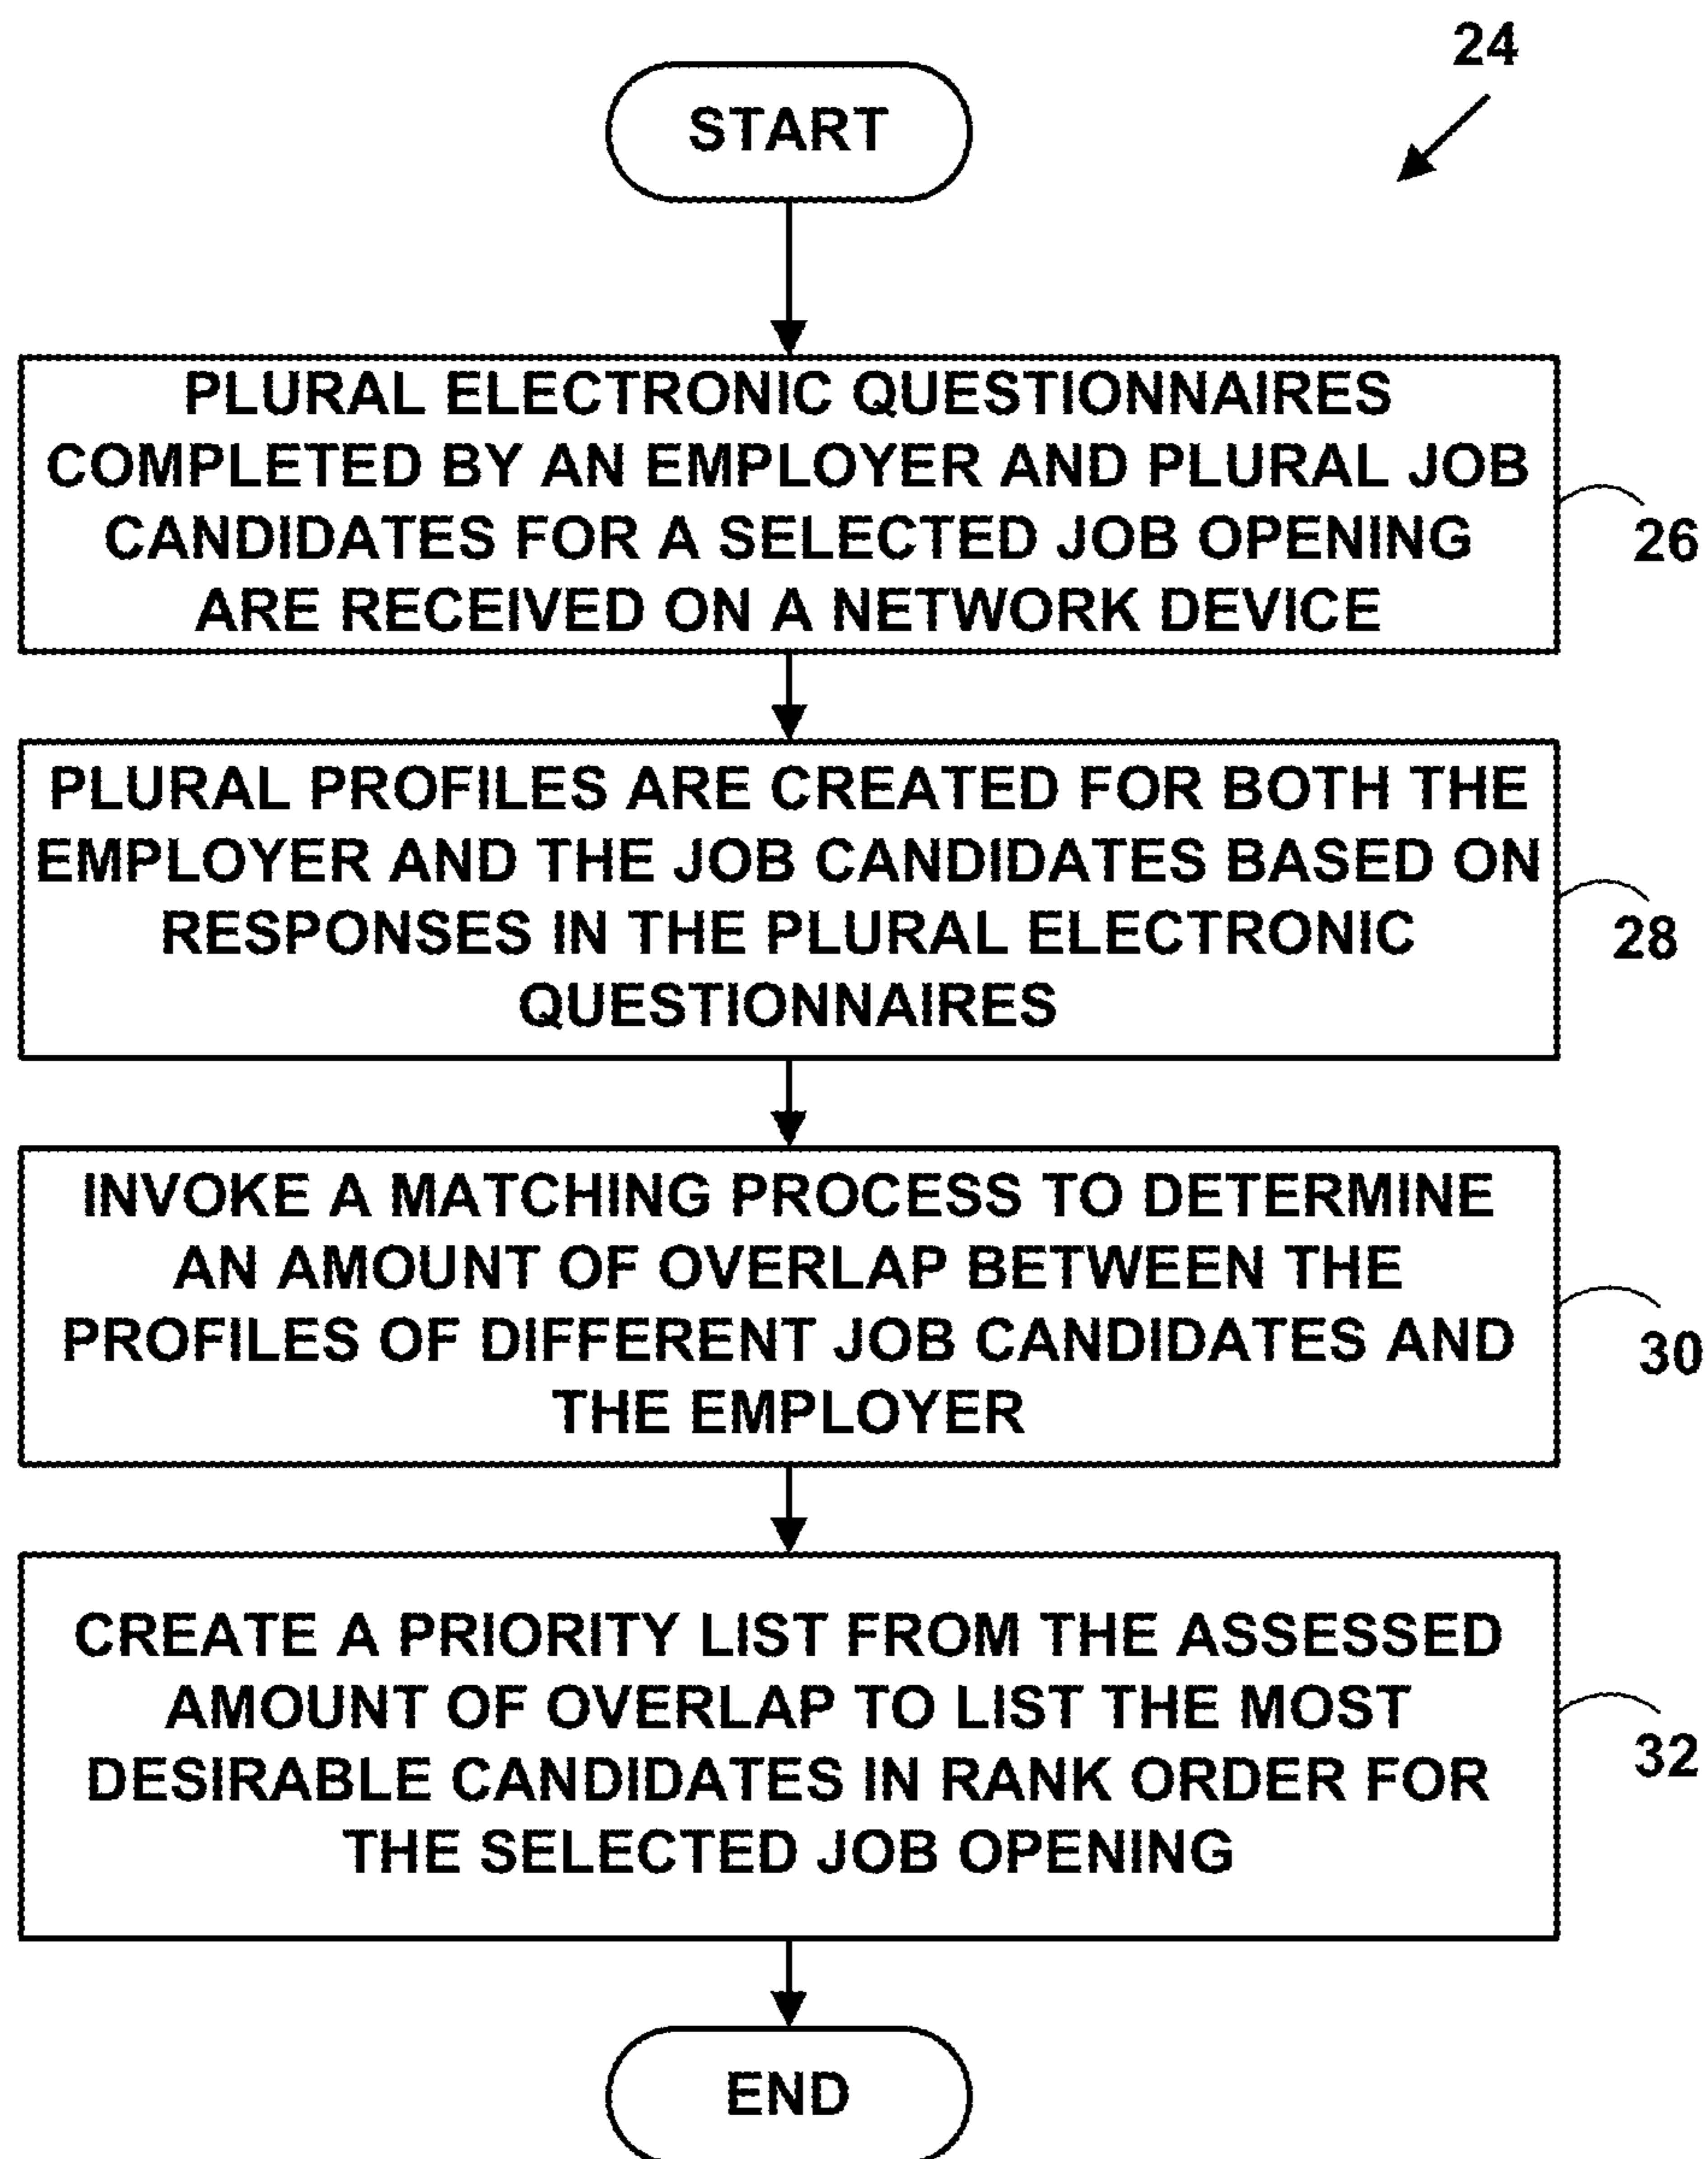 24
START
PLURAL ELECTRONIC QUESTIONNAIRES
COMPLETED BY AN EMPLOYER AND PLURAL JOB
CANDIDATES FOR A SELECTED JOB OPENING
ARE RECEIVED ON A NETWORK DEVICE
26
PLURAL PROFILES ARE CREATED FOR BOTH THE
EMPLOYER AND THE JOB CANDIDATES BASED ON
RESPONSES IN THE PLURAL ELECTRONIC
QUESTIONNAIRES
28
INVOKE A MATCHING PROCESS TO DETERMINE
AN AMOUNT OF OVERLAP BETWEEN THE
PROFILES OF DIFFERENT JOB CANDIDATES AND
THE EMPLOYER
30
CREATE A PRIORITY LIST FROM THE ASSESSED
AMOUNT OF OVERLAP TO LIST THE MOST
DESIRABLE CANDIDATES IN RANK ORDER FOR
THE SELECTED JOB OPENING
32
END